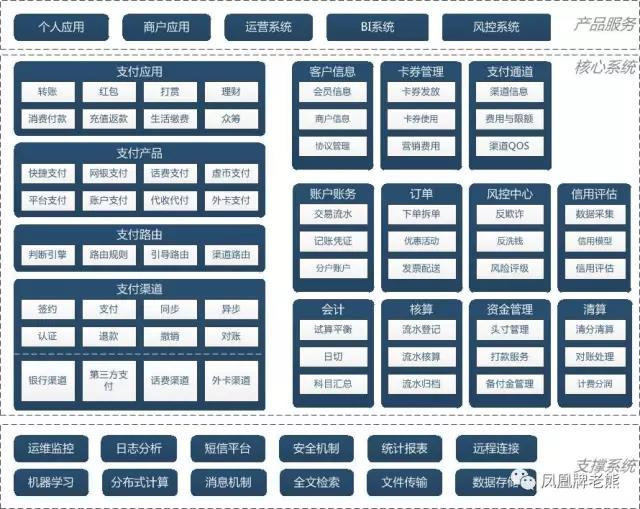 个人应用 商户应用 运营系统 BI系统 风控系统 产品服务
核心系统
支付应用
转账 红包 打赏 理财
消费付款 充值返款 生活缴费 众筹
支付产品
快捷支付 网银支付 话费支付 虚币支付
平台支付 账户支付 代收代付 外卡支付
支付路由
判断引擎 路由规则 引导路由 渠道路由
支付渠道
签约 支付 同步 异步
认证 退款 撤销 对账
银行渠道 第三方支付 话费渠道 外卡渠道
客户信息
会员信息
商户信息
协议管理
卡券管理
卡券发放
卡券使用
营销费用
支付通道
渠道信息
费用与限额
渠道QOS
账户账务
交易流水
记账凭证
分户账户
订单
下单拆单
优惠活动
发票配送
风控中心
反欺诈
反洗钱
风险评级
信用评估
数据采集
信用模型
信用评估
会计
试算平衡
日切
科目汇总
核算
流水登记
流水核算
流水归档
资金管理
头寸管理
打款服务
备付金管理
清算
清分清算
对账处理
计费分润
运维监控 日志分析 短信平台 安全机制 统计报表 远程连接
支撑系统
机器学习 分布式计算 消息机制 全文检索 文件传输 数据存储
凤凰牌老熊